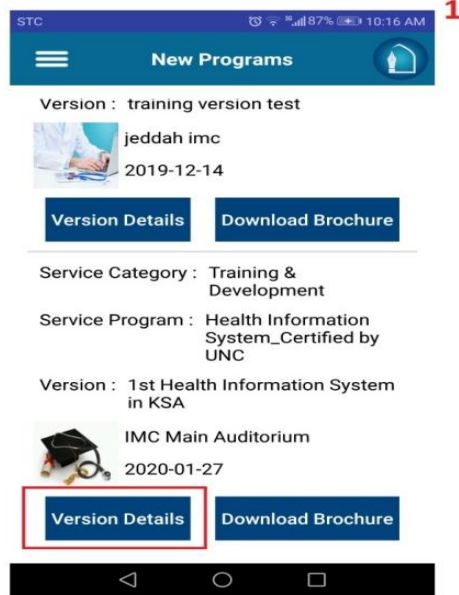 1
STC 87% 10:16 AM
New Programs
Version : training version test
jeddah imc
2019-12-14
Version Details Download Brochure
Service Category : Training &
Development
Service Program : Health Information
System_Certified by
UNC
Version : 1st Health Information System
in KSA
IMC Main Auditorium
2020-01-27
Version Details Download Brochure